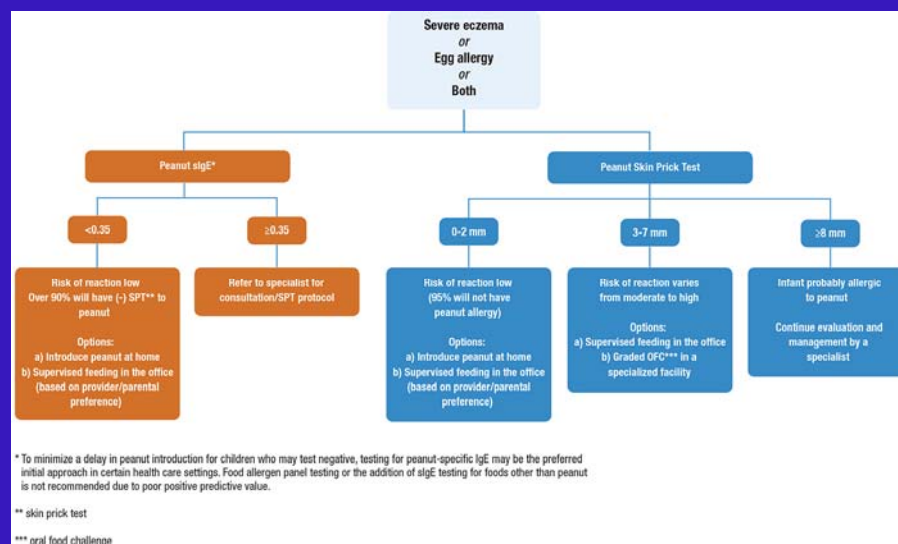 Severe eczema
or
Egg allergy
or
Both
Peanut sIgE*
Peanut Skin Prick Test
<0.35
≥0.35
0-2 mm
3-7 mm
≥8 mm
Risk of reaction low
Over 90% will have (-) SPT** to
peanut
Options:
a) Introduce peanut at home
b) Supervised feeding in the office
(based on provider/parental
preference)
Refer to specialist for
consultation/SPT protocol
Risk of reaction low
(95% will not have
peanut allergy)
Options:
a) Introduce peanut at home
b) Supervised feeding in the office
(based on provider/parental
preference)
Risk of reaction varies
from moderate to high
Options:
a) Supervised feeding in the office
b) Graded OFC*** in a
specialized facility
Infant probably allergic
to peanut
Continue evaluation and
management by a
specialist
* To minimize a delay in peanut introduction for children who may test negative, testing for peanut-specific IgE may be the preferred
initial approach in certain health care settings. Food allergen panel testing or the addition of sIgE testing for foods other than peanut
is not recommended due to poor positive predictive value.
** skin prick test
*** oral food challenge